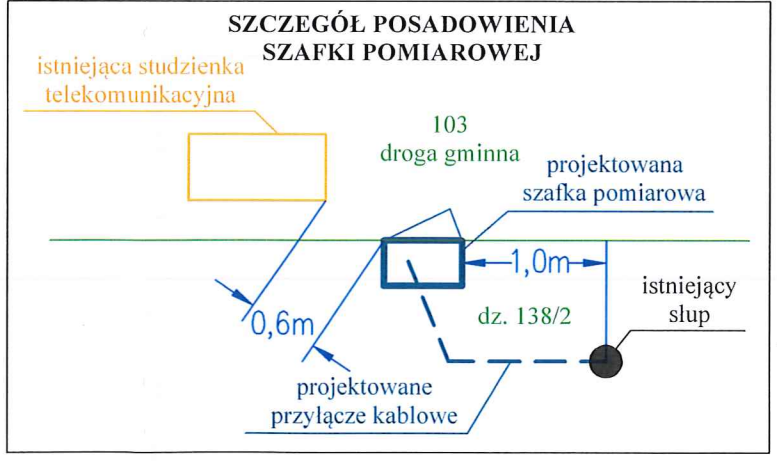 SZCZEGÓŁ POSADOWIENIA
SZAFKI POMIAROWEJ
istniejąca studzienka
telekomunikacyjna
103
droga gminna
projektowana
szafka pomiarowa
1,0m
istniejący
słup
0,6m
dz. 138/2
projektowane
przyłącze kablowe